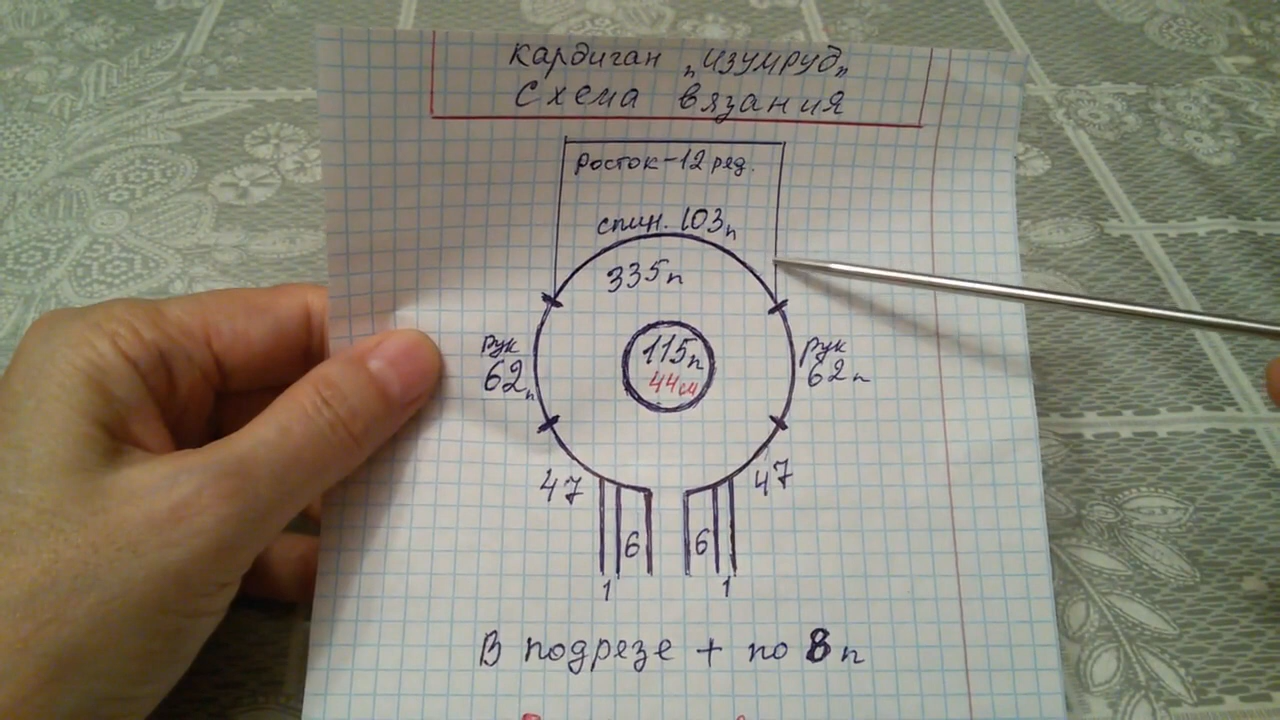 Кардиган „Изумруд„
Схема вязания
Росток-12 ряд.
спин. 103п
335п
115п
44см
Рук
62п
Рук
62п
47
47
6
6
1
1
В подрезе + по 8 п